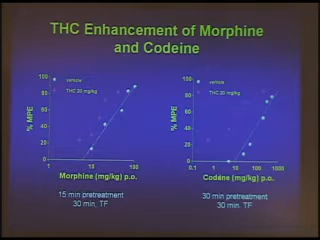 THC Enhancement of Morphine
and Codeine
% MPE
100
80
60
40
20
0
vehicle
THC 20 mg/kg
1
10
100
Morphine (mg/kg) p.o.
15 min pretreatment
30 min. TF
% MPE
100
80
60
40
20
0
vehicle
THC 20 mg/kg
0.1
1
10
100
1000
Codeine (mg/kg) p.o.
30 min pretreatment
30 min. TF